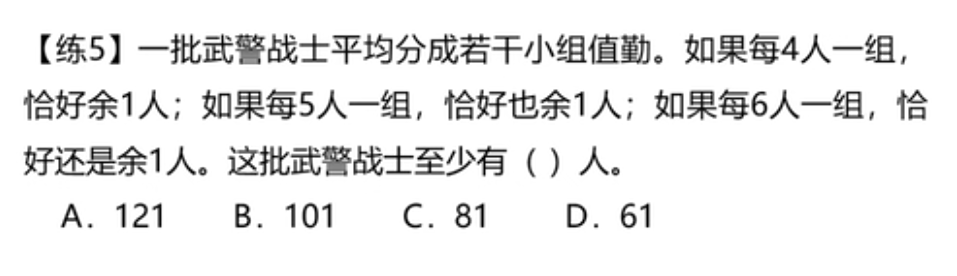 【练5】一批武警战士平均分成若干小组值勤。如果每4人一组，
恰好余1人；如果每5人一组，恰好也余1人；如果每6人一组，恰
好还是余1人。这批武警战士至少有（ ）人。
A．121 B．101 C．81 D．61